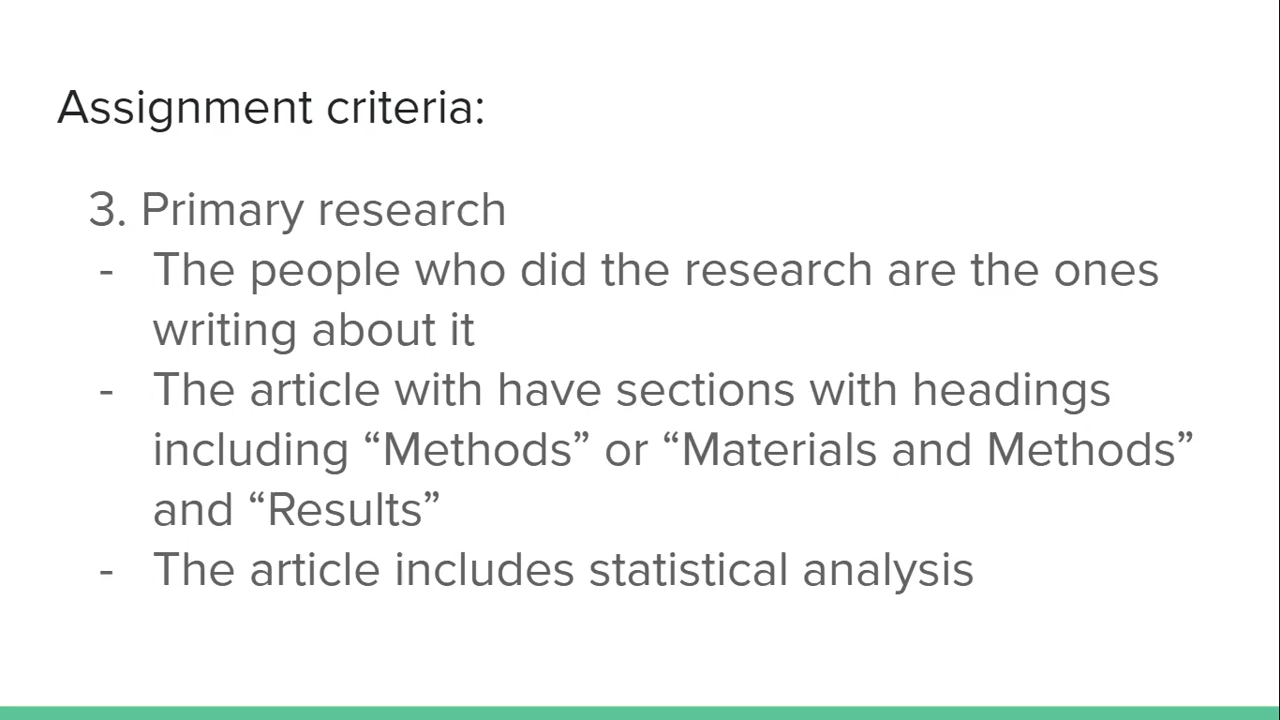 Assignment criteria:
3. Primary research
- The people who did the research are the ones
writing about it
- The article with have sections with headings
including “Methods” or “Materials and Methods”
and “Results”
- The article includes statistical analysis